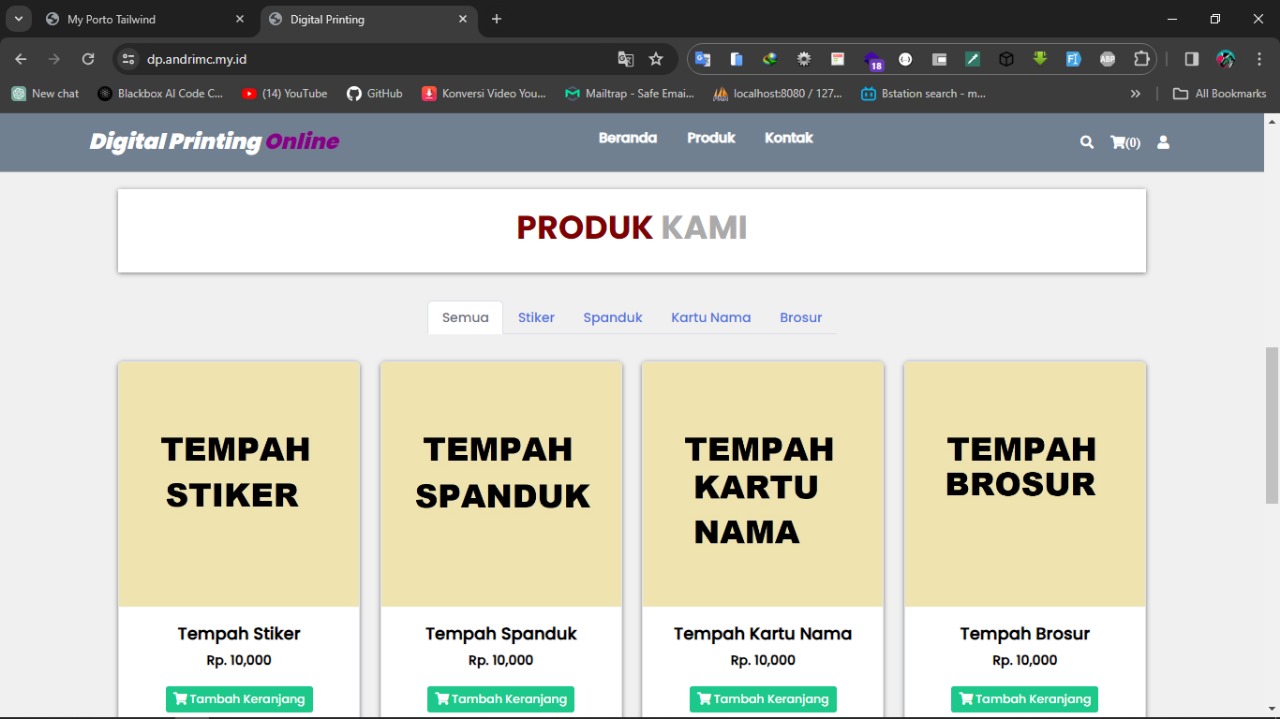 My Porto Tailwind
Digital Printing
dp.andrimc.my.id
18
ABP
New chat
Blackbox AI Code C...
(14) YouTube
GitHub
Konversi Video You...
Mailtrap - Safe Emai...
localhost:8080 / 127...
Bstation search - m...
All Bookmarks
Digital Printing Online
Beranda Produk Kontak
(0)
PRODUK KAMI
Semua Stiker Spanduk Kartu Nama Brosur
TEMPAH
STIKER
TEMPAH
SPANDUK
TEMPAH
KARTU
NAMA
TEMPAH
BROSUR
Tempah Stiker
Rp. 10,000
Tambah Keranjang
Tempah Spanduk
Rp. 10,000
Tambah Keranjang
Tempah Kartu Nama
Rp. 10,000
Tambah Keranjang
Tempah Brosur
Rp. 10,000
Tambah Keranjang